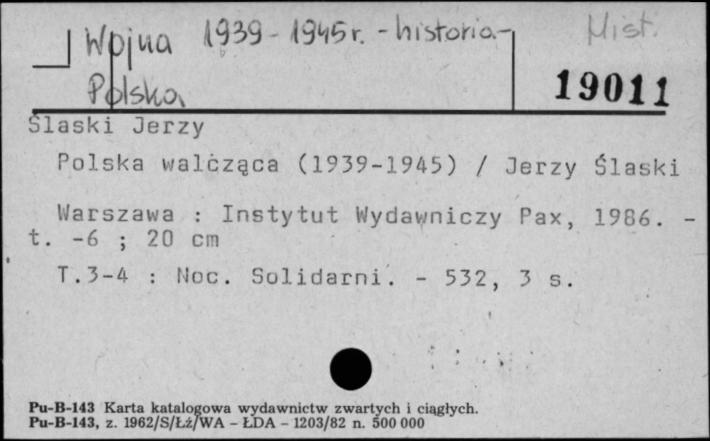 Wojna 1939-1945r. - historia - Hist.
Polska 19011
Ślaski Jerzy
Polska walcząca (1939-1945) / Jerzy Ślaski
Warszawa : Instytut Wydawniczy Pax, 1986. -
t. -6 ; 20 cm
T.3-4 : Noc. Solidarni. - 532, 3 s.
Pu-B-143 Karta katalogowa wydawnictw zwartych i ciągłych.
Pu-B-143, z. 1962/S/Łź/WA - ŁDA - 1203/82 n. 500 000